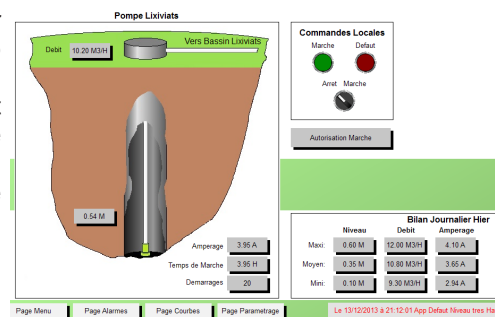 Pompe Lixiviats
Debit
10.20 M3/H
Vers Bassin Lixiviats
0.54 M
Amperage
3.95 A
Temps de Marche
3.95 H
Demarrages
20
Commandes Locales
Marche
Defaut
Arret Marche
Autorisation Marche
Bilan Journalier Hier
Niveau Debit Amperage
Maxi: 0.60 M 12.00 M3/H 4.10 A
Moyen: 0.35 M 10.80 M3/H 3.65 A
Mini: 0.10 M 9.30 M3/H 2.94 A
Page Menu Page Alarmes Page Courbes Page Parametrage
Le 13/12/2013 à 21:12:01 App Defaut Niveau tres Ha